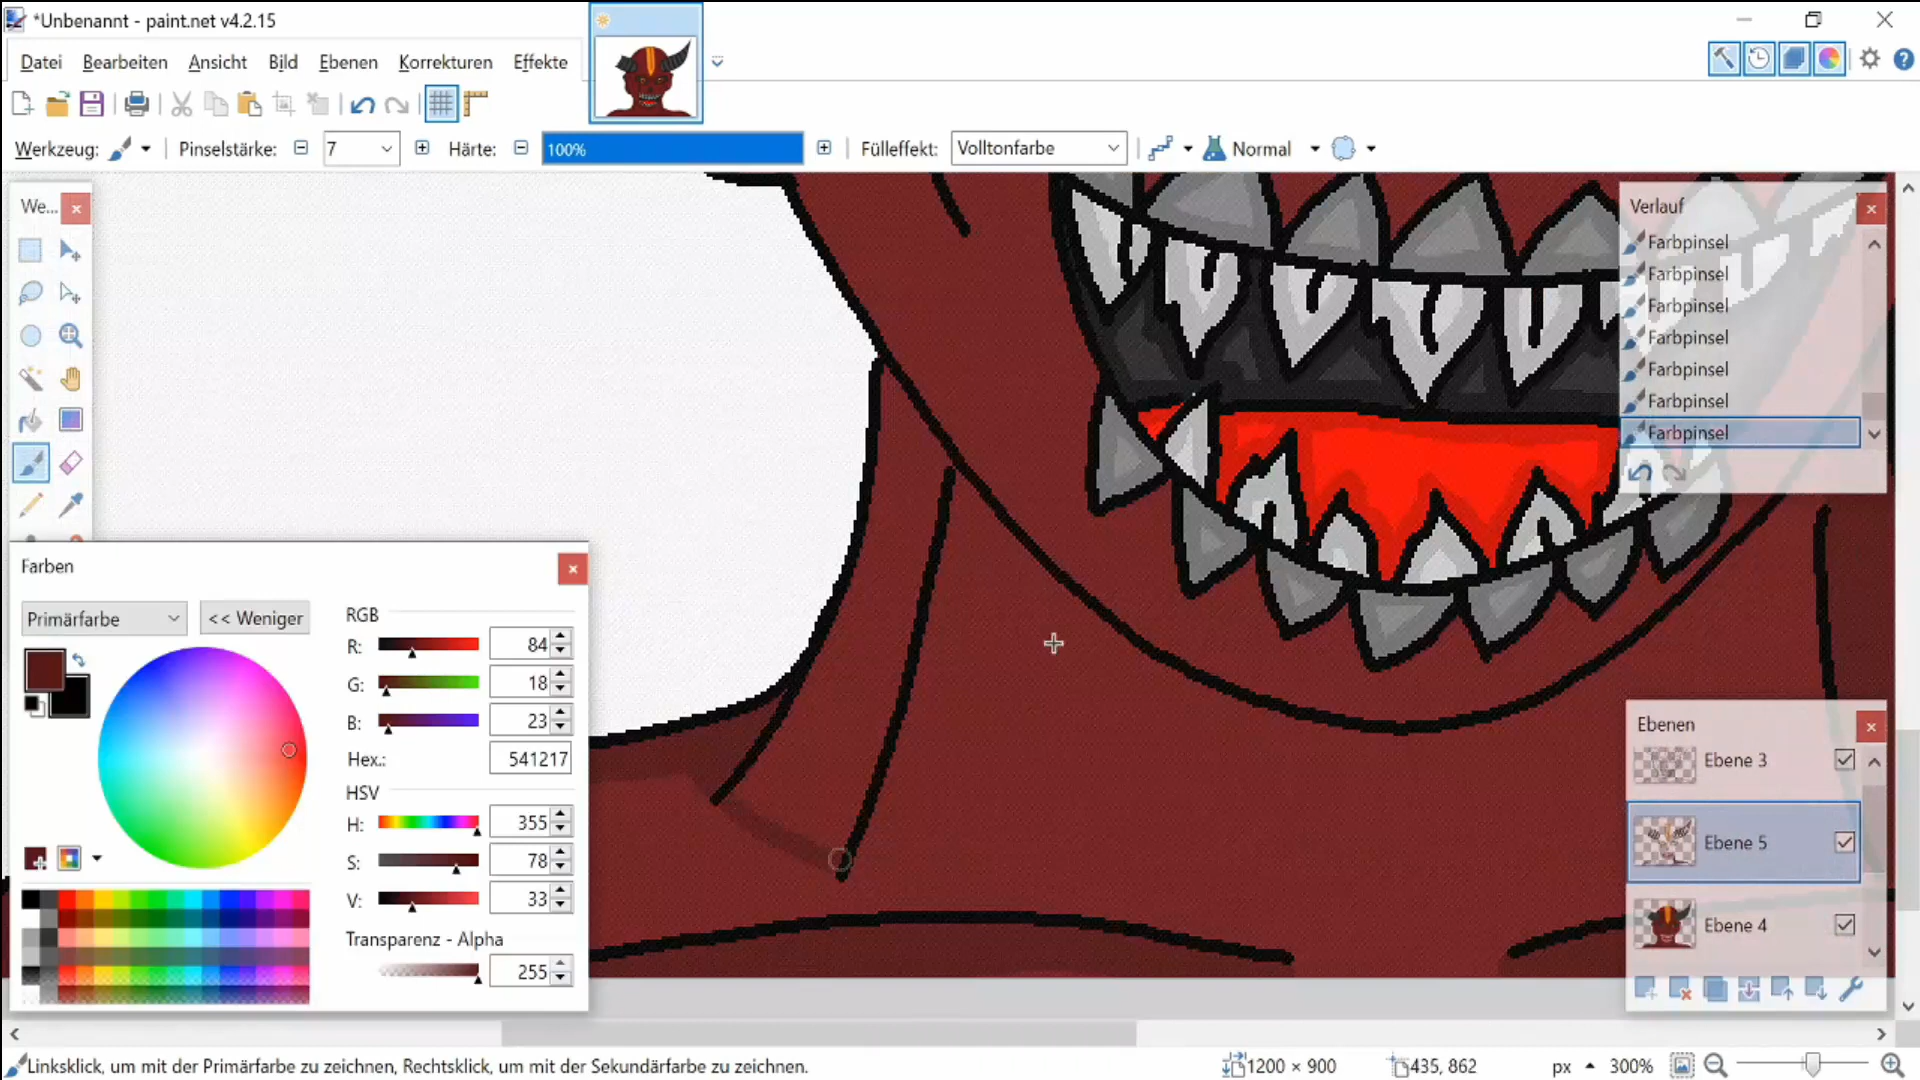 *Unbenannt - paint.net v4.2.15
Datei Bearbeiten Ansicht Bild Ebenen Korrekturen Effekte
Werkzeug: Pinselstärke: 7 Härte: 100% Fülleffekt: Volltonfarbe Normal
We...
Verlauf
Farbpinsel
Farbpinsel
Farbpinsel
Farbpinsel
Farbpinsel
Farbpinsel
Farbpinsel
Farben
Primärfarbe << Weniger
RGB
R: 84
G: 18
B: 23
Hex.: 541217
HSV
H: 355
S: 78
V: 33
Transparenz - Alpha
255
Ebenen
Ebene 3
Ebene 5
Ebene 4
Linksklick, um mit der Primärfarbe zu zeichnen, Rechtsklick, um mit der Sekundärfarbe zu zeichnen. 1200 × 900 435, 862 px 300%